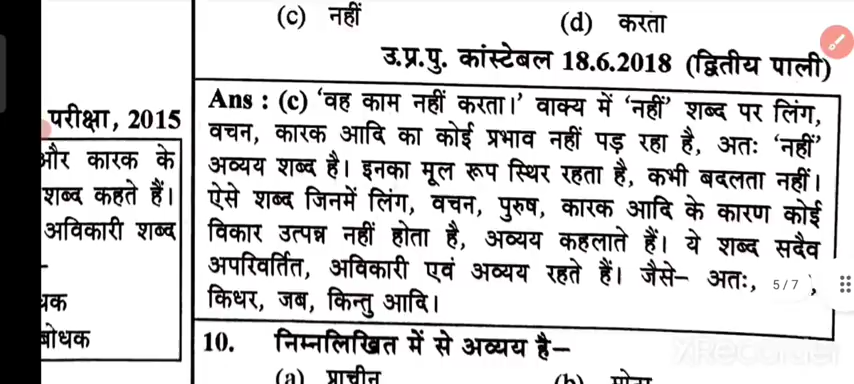 (c) नहीं (d) करता
उ.प्र.पु. कांस्टेबल 18.6.2018 (द्वितीय पाली)
परीक्षा, 2015
और कारक के
शब्द कहते हैं।
अविकारी शब्द
बोधक
Ans : (c) 'वह काम नहीं करता।' वाक्य में 'नहीं' शब्द पर लिंग,
वचन, कारक आदि का कोई प्रभाव नहीं पड़ रहा है, अतः 'नहीं'
अव्यय शब्द है। इनका मूल रूप स्थिर रहता है, कभी बदलता नहीं।
ऐसे शब्द जिनमें लिंग, वचन, पुरुष, कारक आदि के कारण कोई
विकार उत्पन्न नहीं होता है, अव्यय कहलाते हैं। ये शब्द सदैव
अपरिवर्तित, अविकारी एवं अव्यय रहते हैं। जैसे– अतः,
5/7
किधर, जब, किन्तु आदि।
10. निम्नलिखित में से अव्यय है–
(a) प्राचीन (b) मोटा
XRecorder